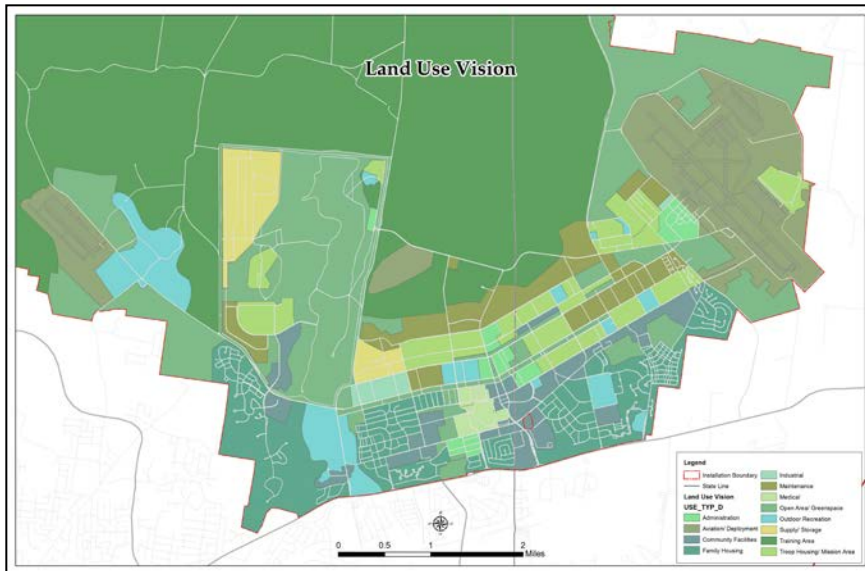 Land Use Vision
0 0.5 1 2
Miles
Legend
Installation Boundary
State Line
Land Use Vision
USE_TYP_D
Administration
Aviation/ Deployment
Community Facilities
Family Housing
Industrial
Maintenance
Medical
Open Area/ Greenspace
Outdoor Recreation
Supply/ Storage
Training Area
Troop Housing/ Mission Area